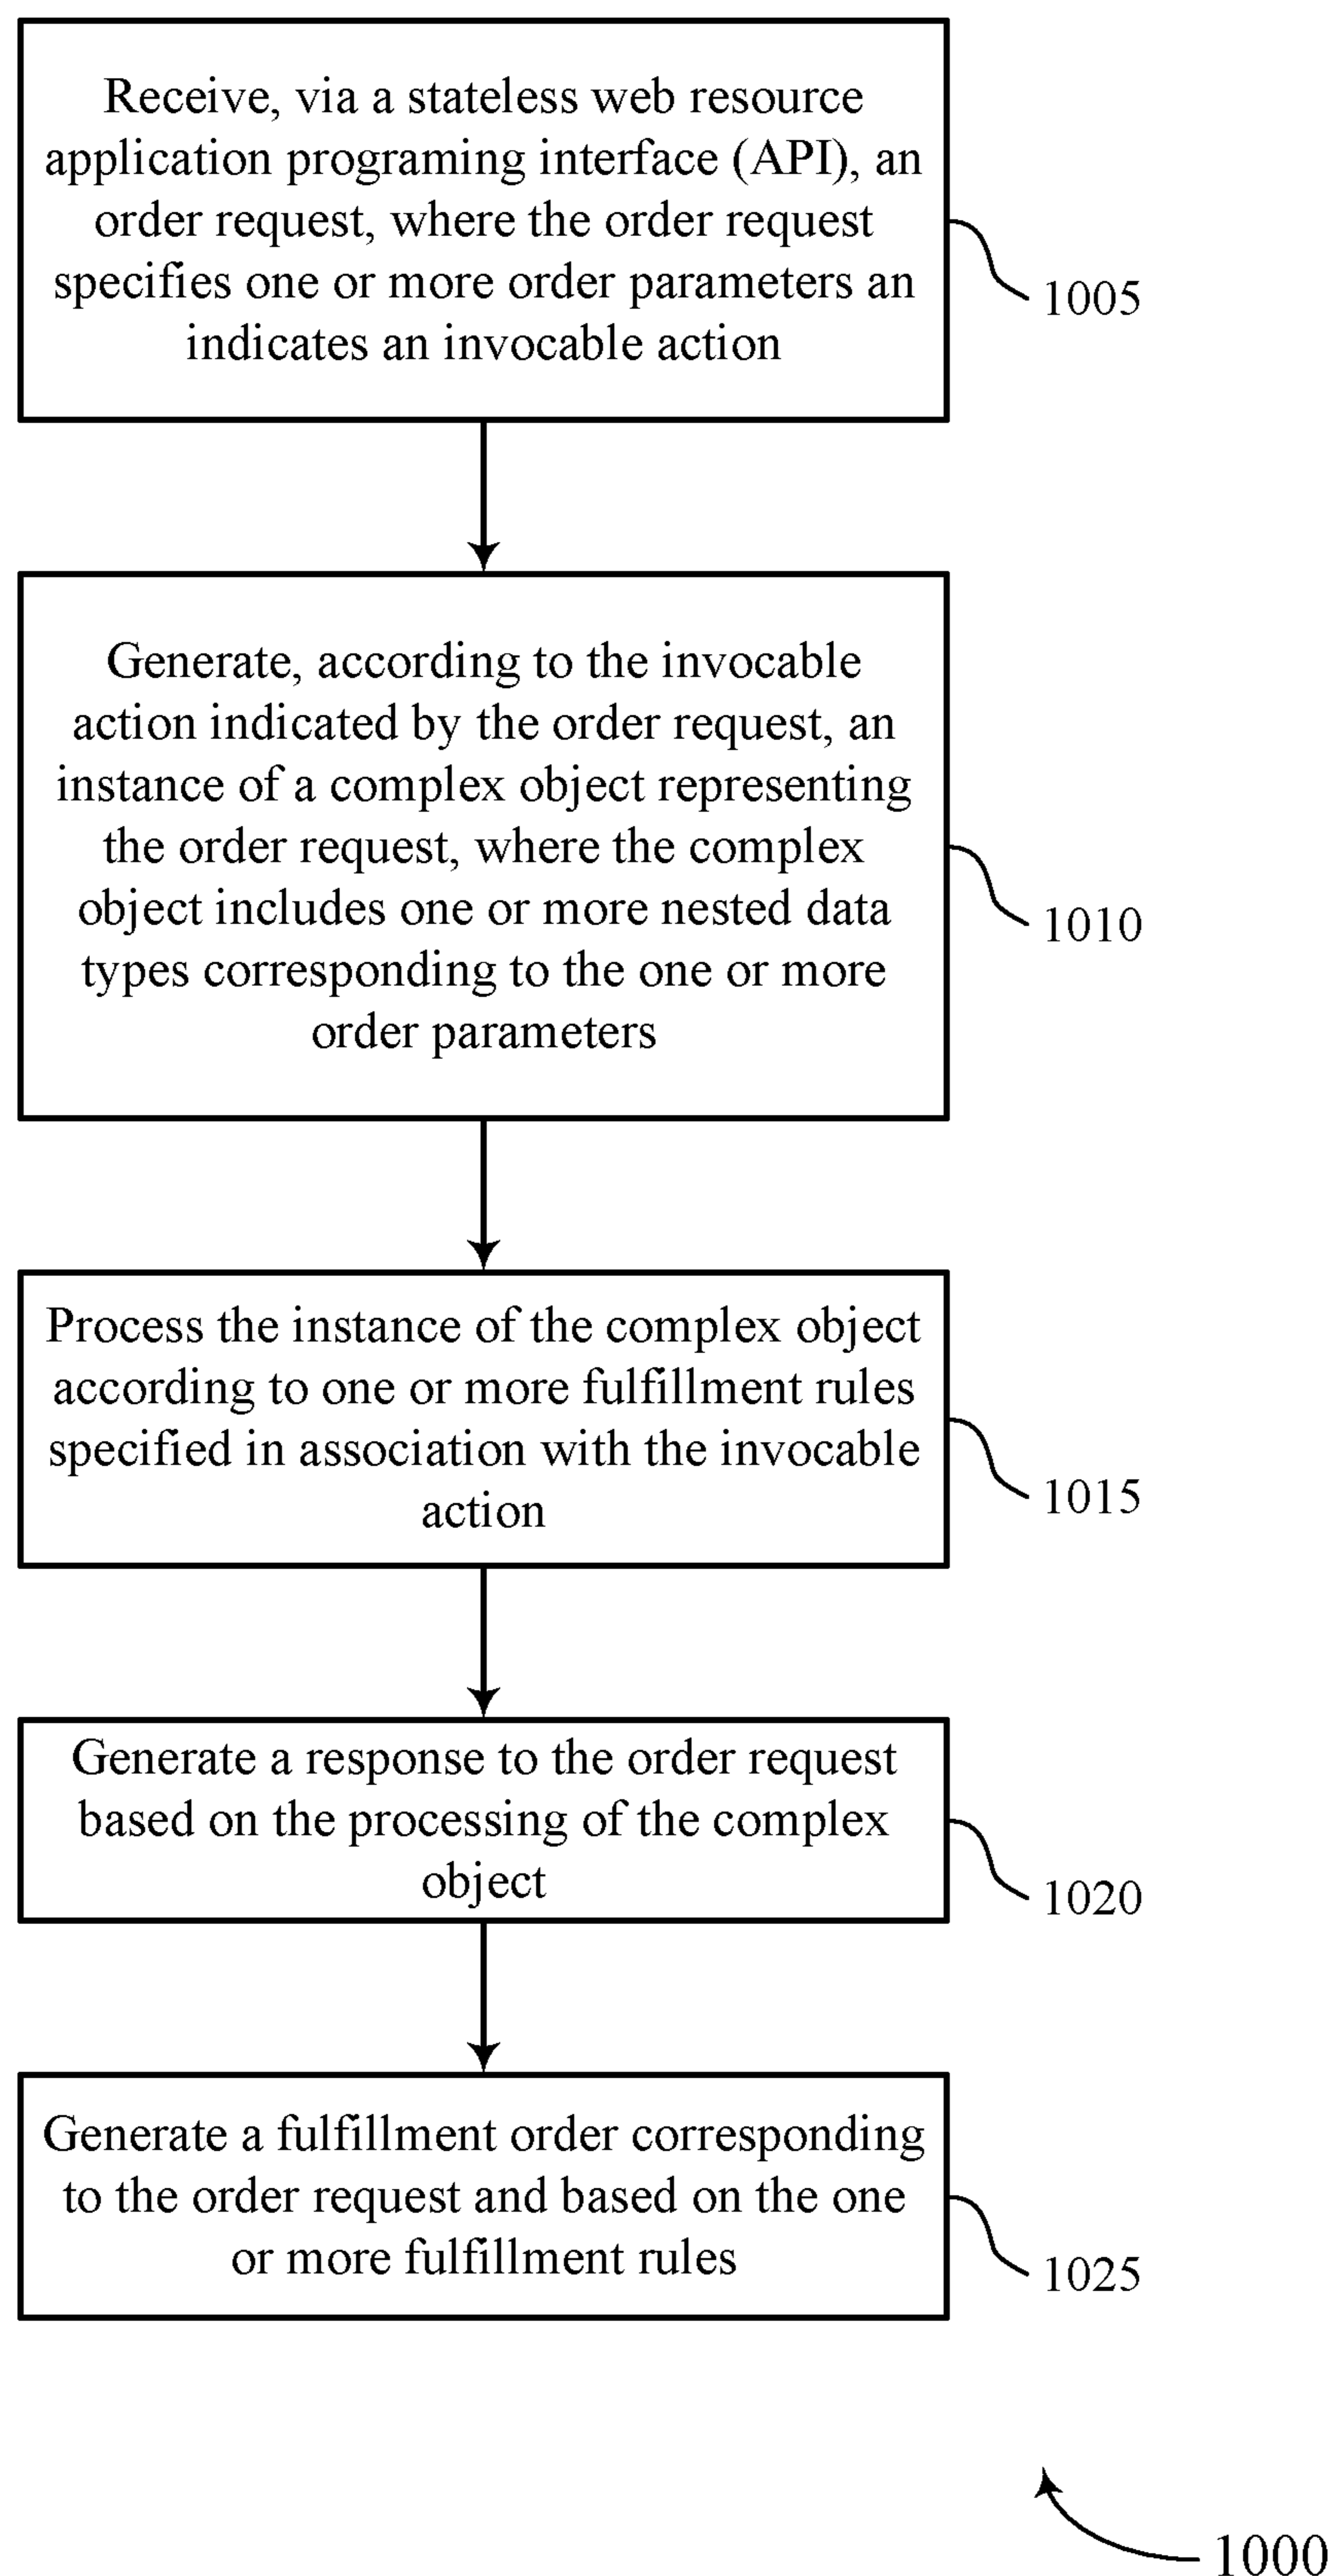 Receive, via a stateless web resource
application programing interface (API), an
order request, where the order request
specifies one or more order parameters an
indicates an invocable action
1005
Generate, according to the invocable
action indicated by the order request, an
instance of a complex object representing
the order request, where the complex
object includes one or more nested data
types corresponding to the one or more
order parameters
1010
Process the instance of the complex object
according to one or more fulfillment rules
specified in association with the invocable
action
1015
Generate a response to the order request
based on the processing of the complex
object
1020
Generate a fulfillment order corresponding
to the order request and based on the one
or more fulfillment rules
1025
1000